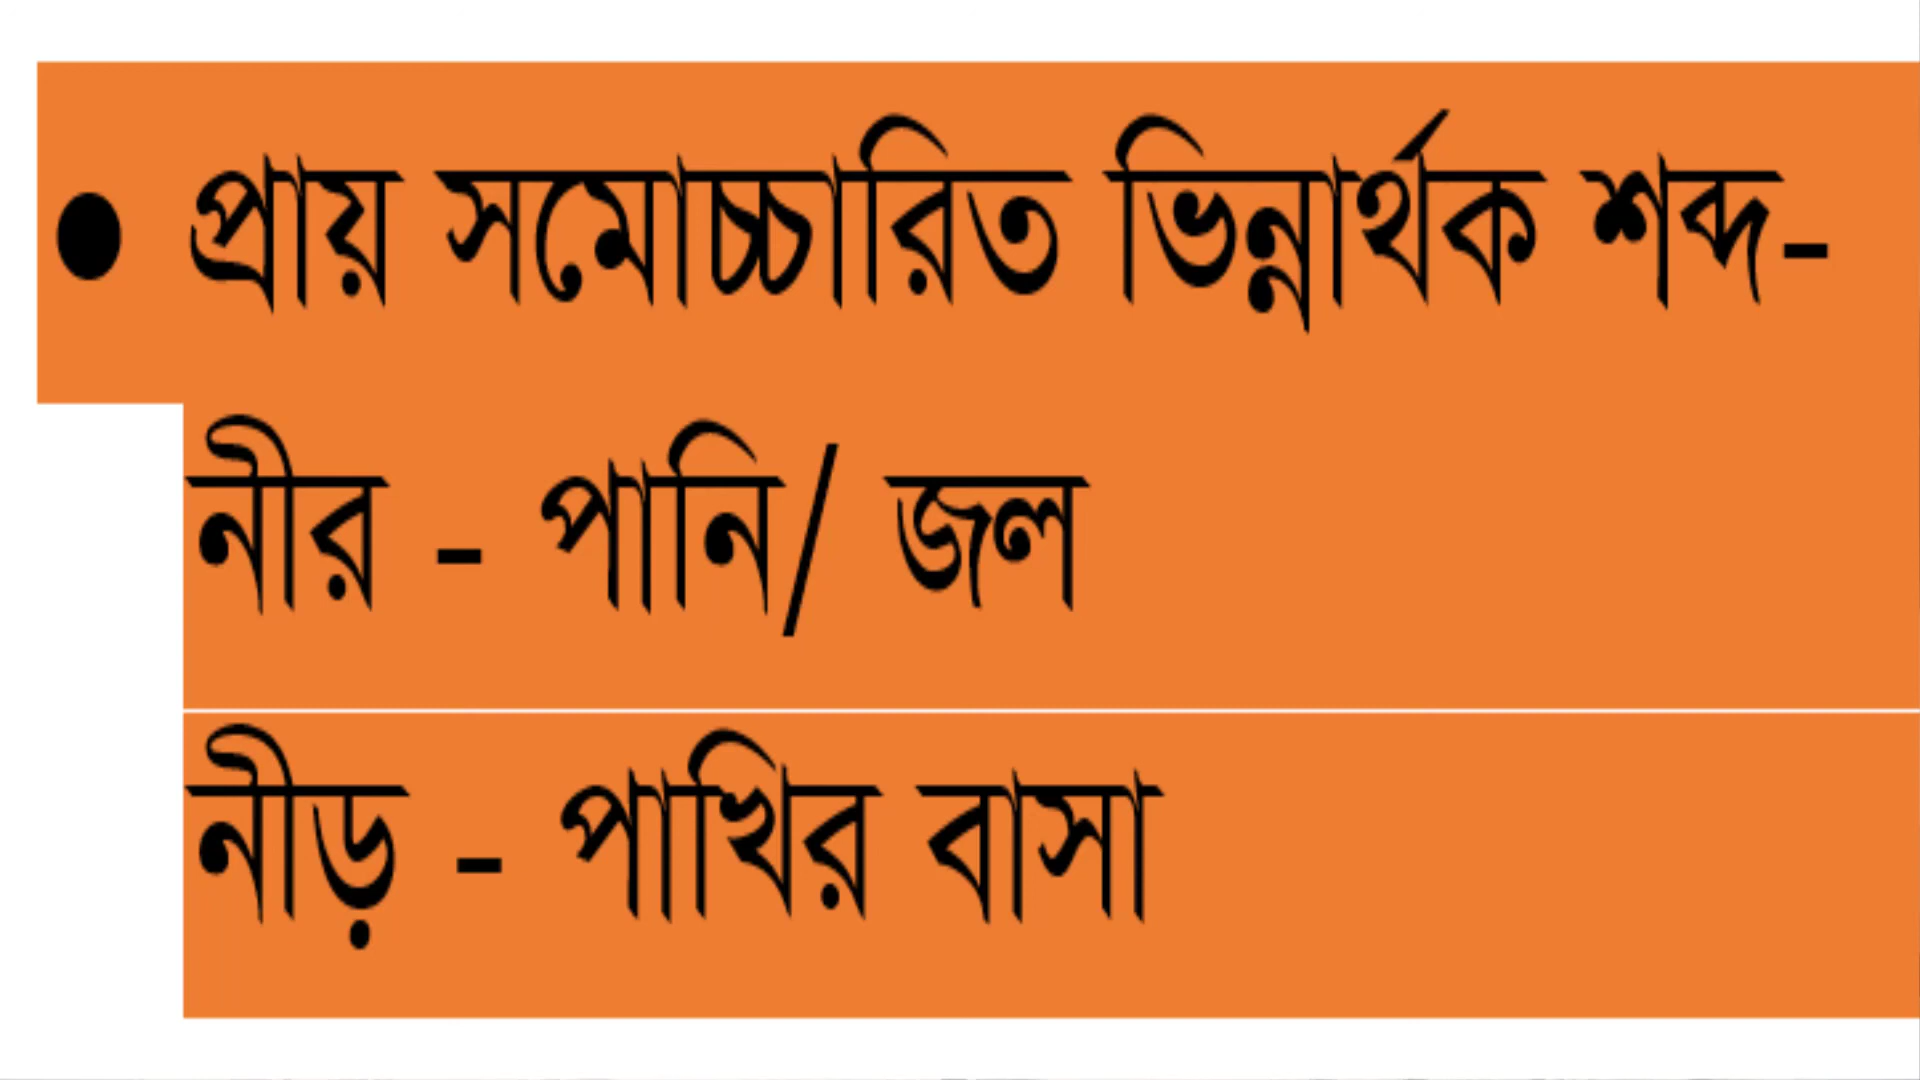 ● প্রায় সমোচ্চারিত ভিন্নার্থক শব্দ-
নীর - পানি/ জল
নীড় - পাখির বাসা